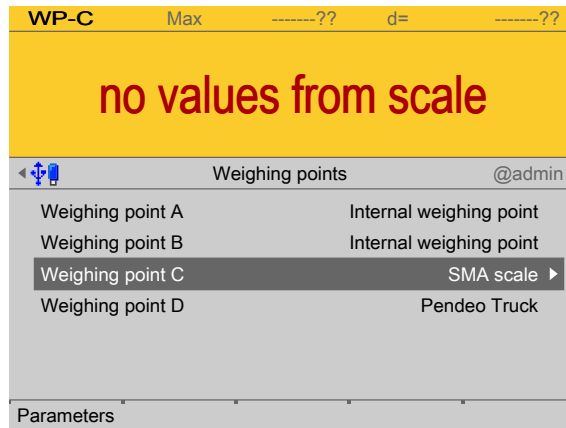 WP-C Max -------?? d= -------??
no values from scale
Weighing points @admin
Weighing point A Internal weighing point
Weighing point B Internal weighing point
Weighing point C SMA scale
Weighing point D Pendeo Truck
Parameters